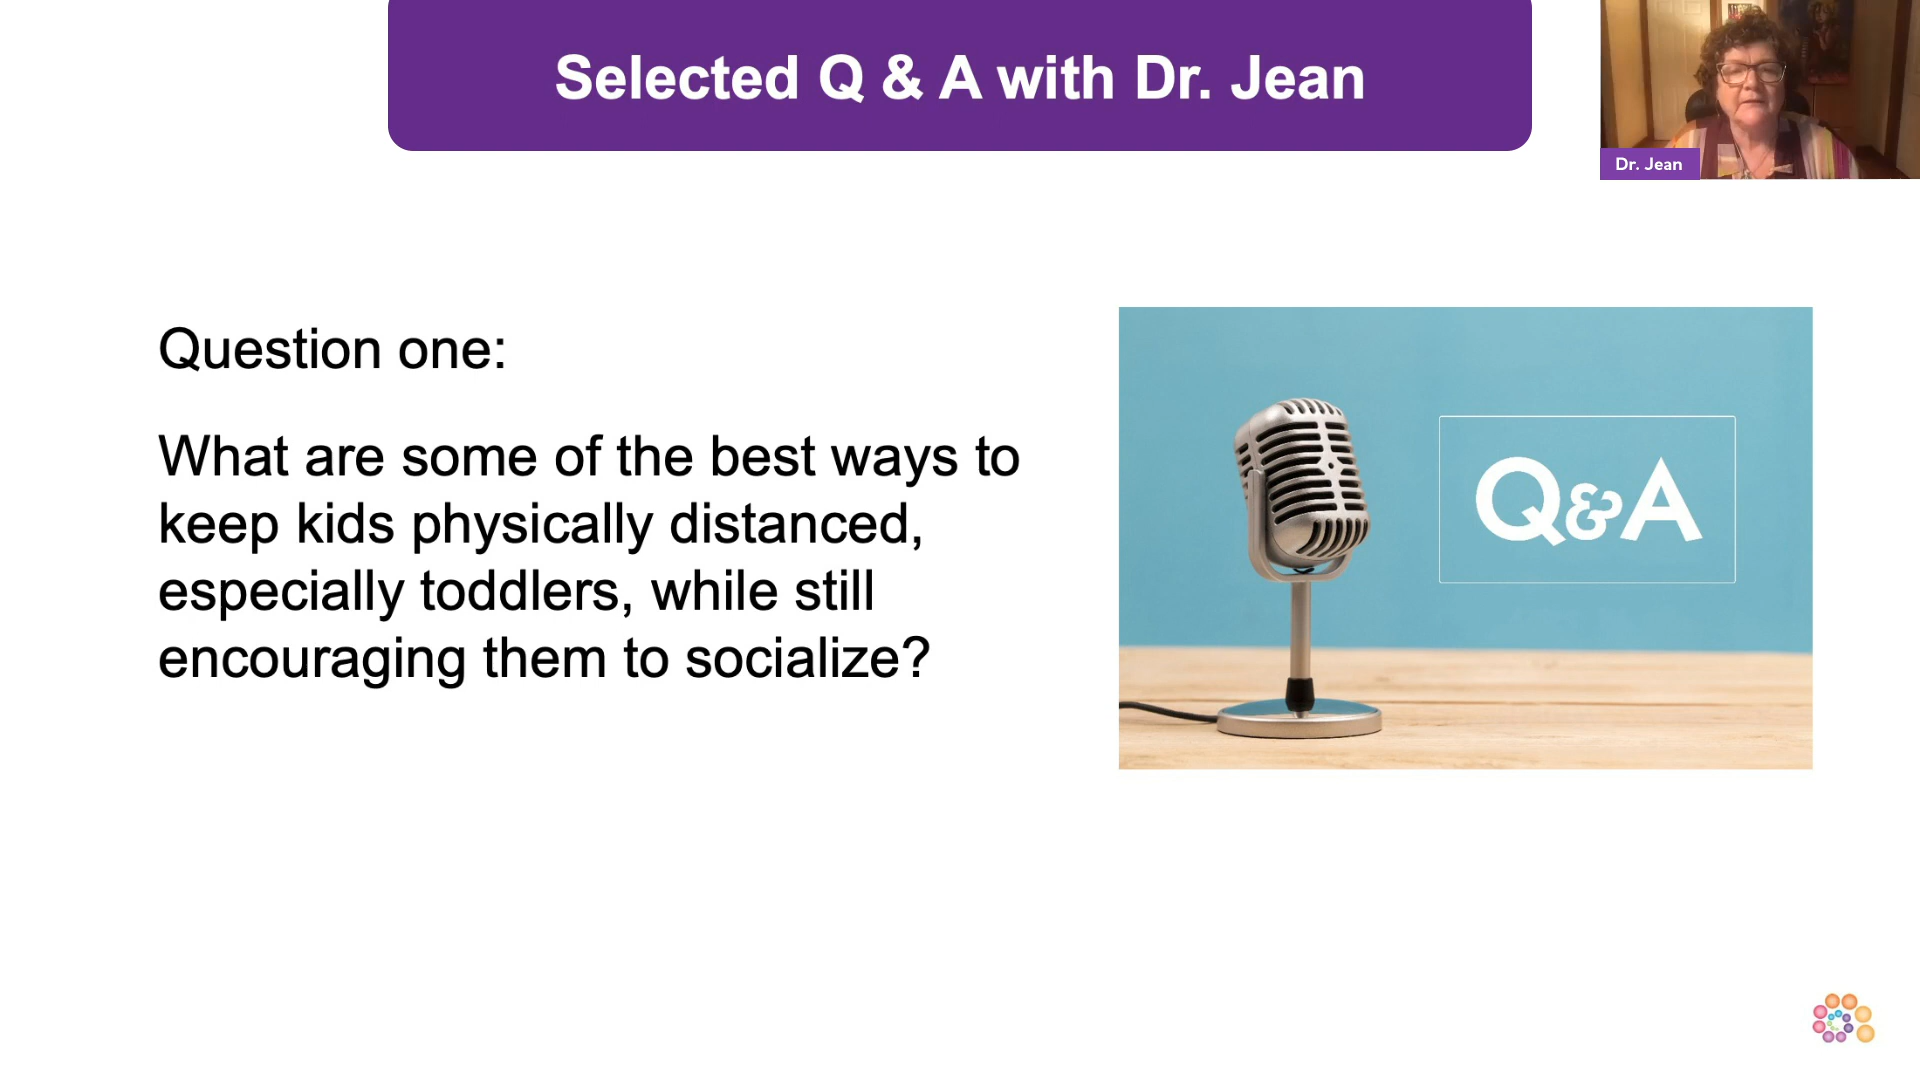 Selected Q & A with Dr. Jean
Dr. Jean
Question one:
What are some of the best ways to
keep kids physically distanced,
especially toddlers, while still
encouraging them to socialize?
Q&A